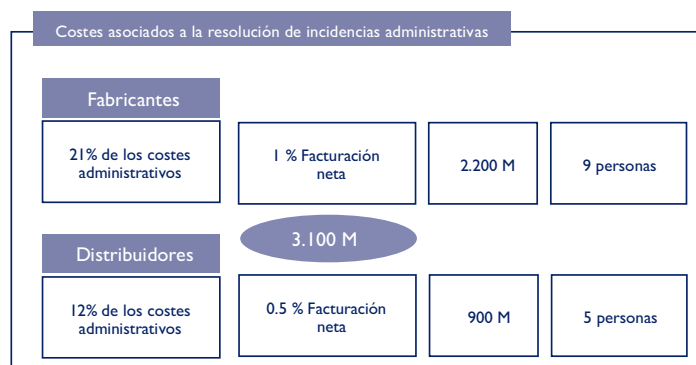 Costes asociados a la resolución de incidencias administrativas
Fabricantes
21% de los costes
administrativos
1 % Facturación
neta
2.200 M
9 personas
3.100 M
Distribuidores
12% de los costes
administrativos
0.5 % Facturación
neta
900 M
5 personas